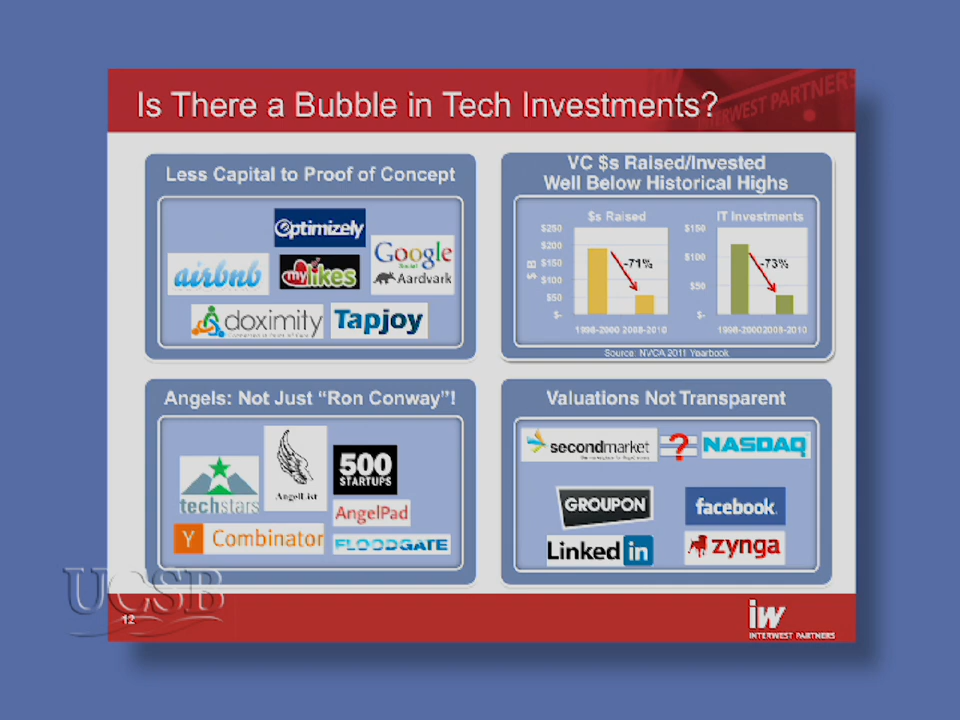 INTERWEST PARTNERS
Is There a Bubble in Tech Investments?
Less Capital to Proof of Concept
Optimizely
airbnb
mylikes
Google
Social
Aardvark
doximity
Tapjoy
VC $s Raised/Invested
Well Below Historical Highs
$s Raised
$ B
$250
$200
$150
$100
$50
$-
-71%
1998-2000 2008-2010
IT Investments
$150
$100
$50
$-
-73%
1998-2000 2008-2010
Source: NVCA 2011 Yearbook
Angels: Not Just “Ron Conway”!
techstars
AngelList
500
STARTUPS
AngelPad
Y Combinator
FLOODGATE
Valuations Not Transparent
secondmarket
= ? NASDAQ
GROUPON
facebook
LinkedIn
zynga
UCSB
12
iw
INTERWEST PARTNERS